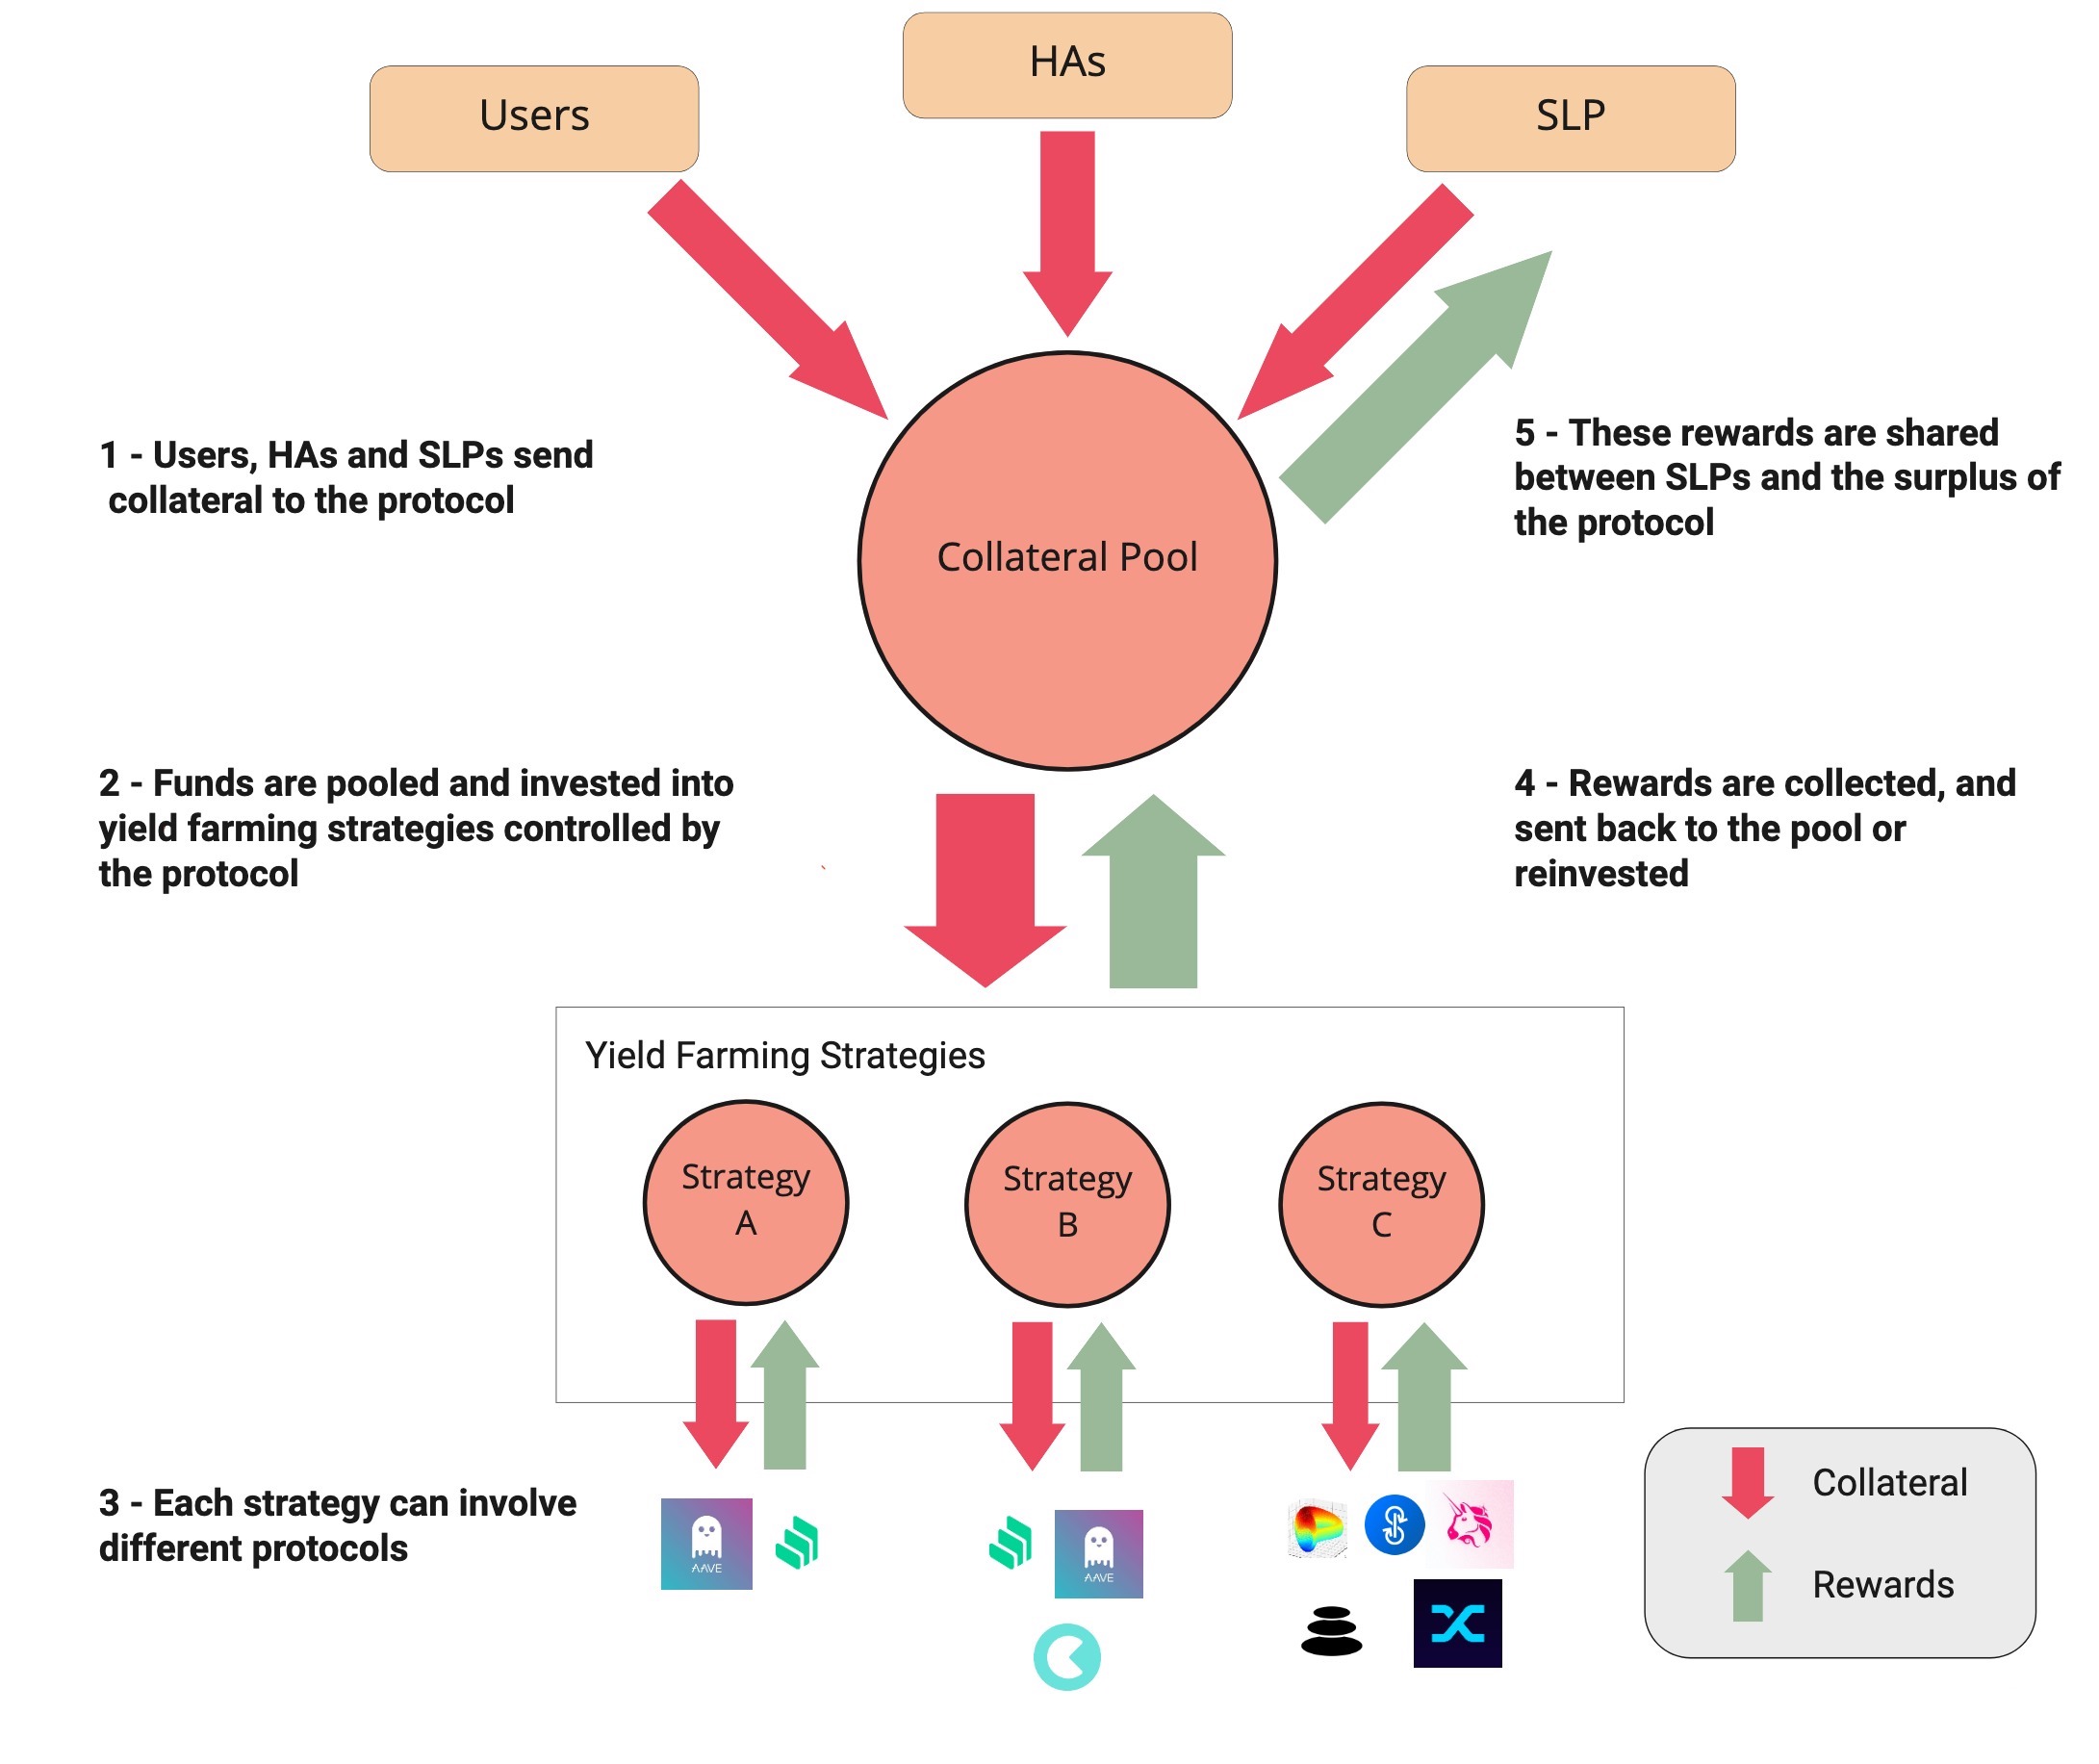 HAs
Users
SLP
1 - Users, HAs and SLPs send
collateral to the protocol
Collateral Pool
5 - These rewards are shared
between SLPs and the surplus of
the protocol
2 - Funds are pooled and invested into
yield farming strategies controlled by
the protocol
4 - Rewards are collected, and
sent back to the pool or
reinvested
Yield Farming Strategies
Strategy
A
Strategy
B
Strategy
C
3 - Each strategy can involve
different protocols
AAVE
AAVE
Collateral
Rewards